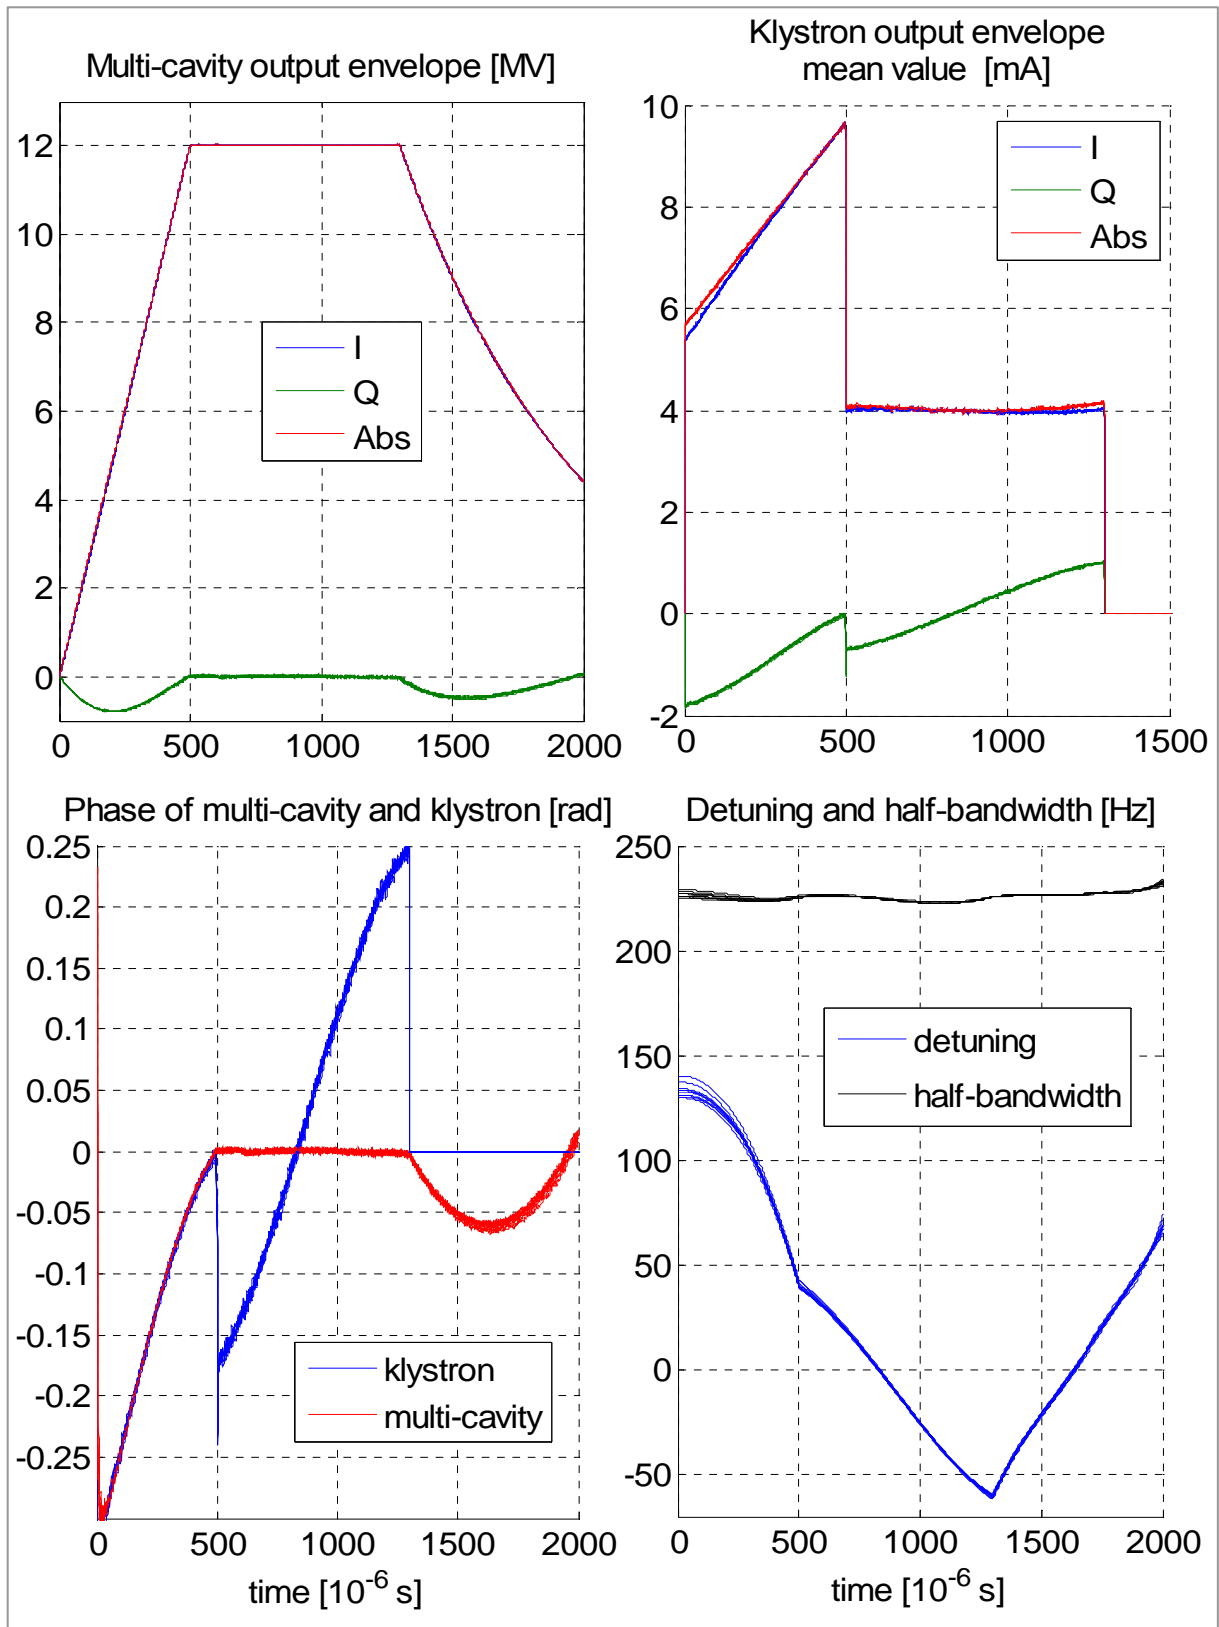 Multi-cavity output envelope [MV]
12
10
8
6
4
2
0
0 500 1000 1500 2000
I
Q
Abs
Klystron output envelope
mean value [mA]
10
8
6
4
2
0
-2
0 500 1000 1500
I
Q
Abs
Phase of multi-cavity and klystron [rad]
0.25
0.2
0.15
0.1
0.05
0
-0.05
-0.1
-0.15
-0.2
-0.25
0 500 1000 1500 2000
time [10⁻⁶ s]
klystron
multi-cavity
Detuning and half-bandwidth [Hz]
250
200
150
100
50
0
-50
0 500 1000 1500 2000
time [10⁻⁶ s]
detuning
half-bandwidth